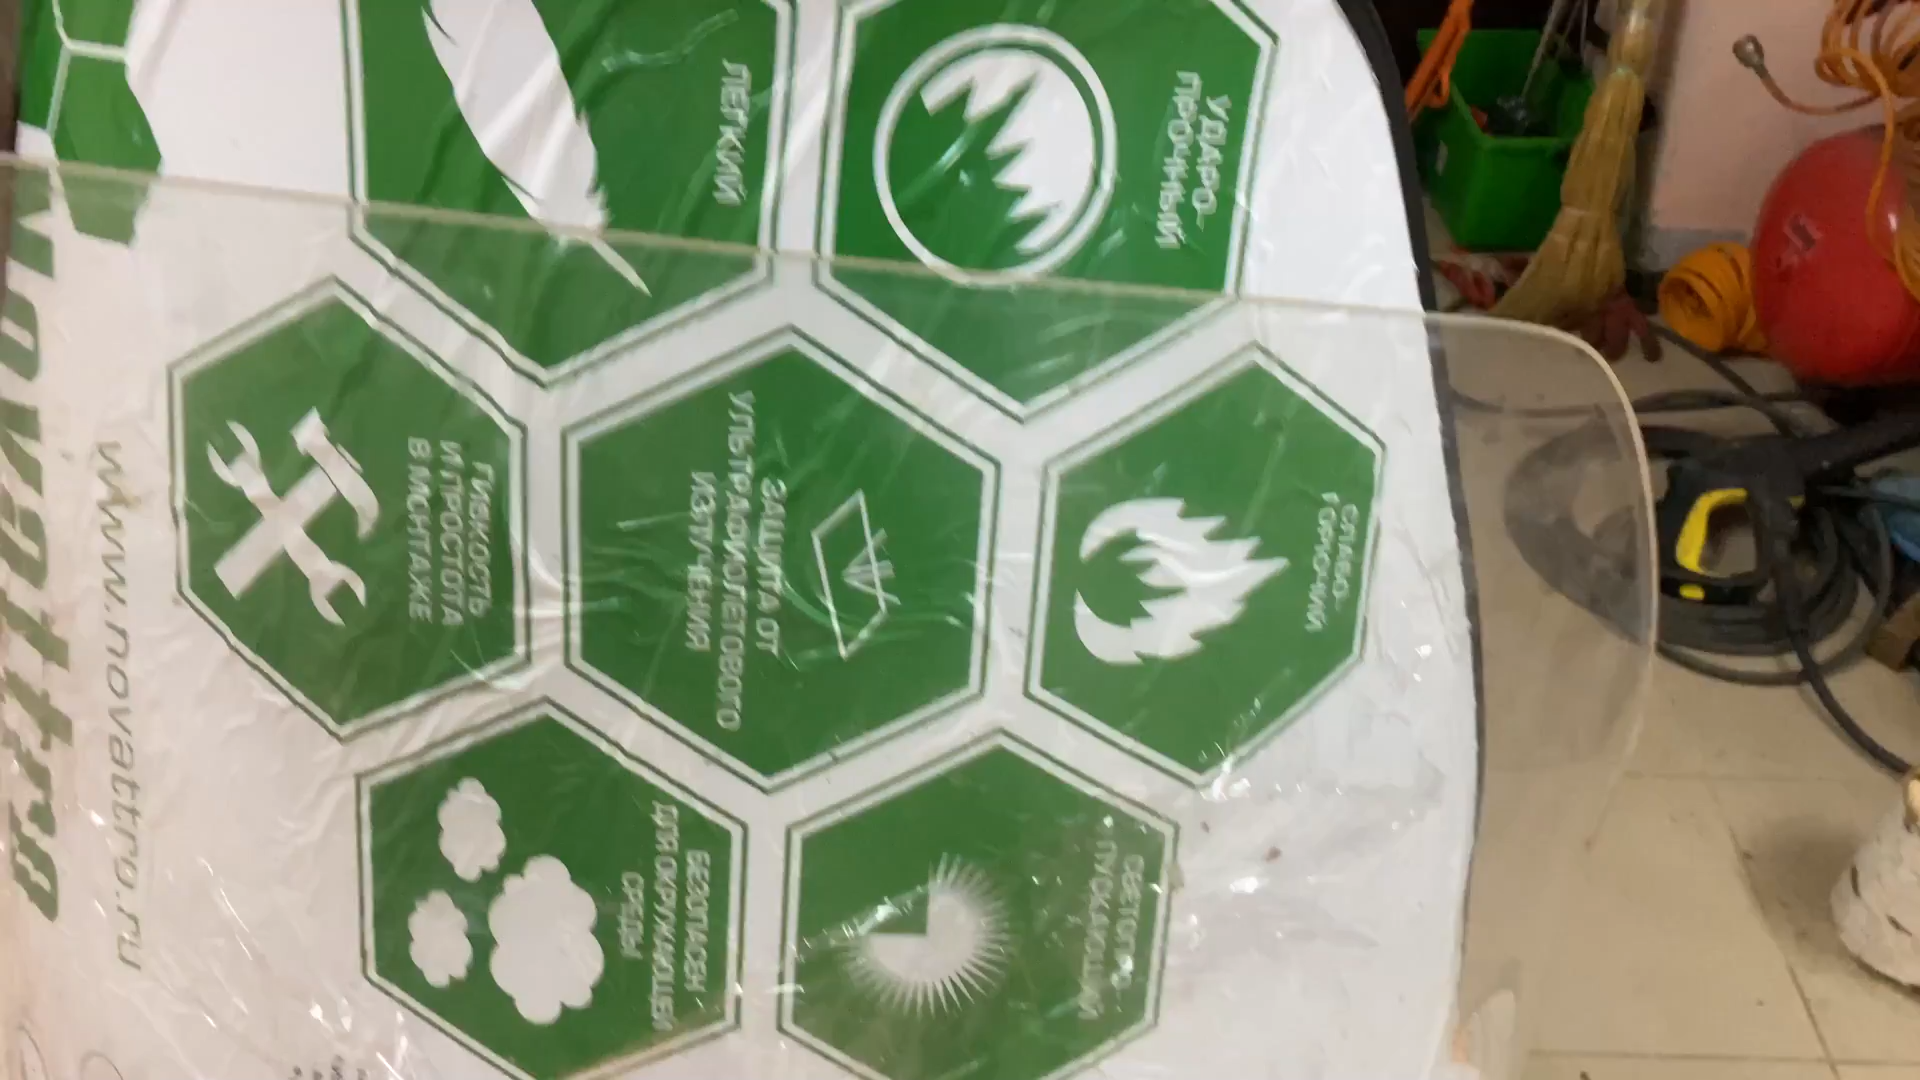 novattro
www.novattro.ru
ЛЕГКИЙ
УДАРО-
ПРОЧНЫЙ
ГИБКОСТЬ
И ПРОСТОТА
В МОНТАЖЕ
ЗАЩИТА ОТ
УЛЬТРАФИОЛЕТОВОГО
ИЗЛУЧЕНИЯ
СЛАБО-
ГОРЮЧИЙ
БЕЗОПАСЕН
ДЛЯ ОКРУЖАЮЩЕЙ
СРЕДЫ
СВЕТОПРО-
ПУСКАЮЩИЙ